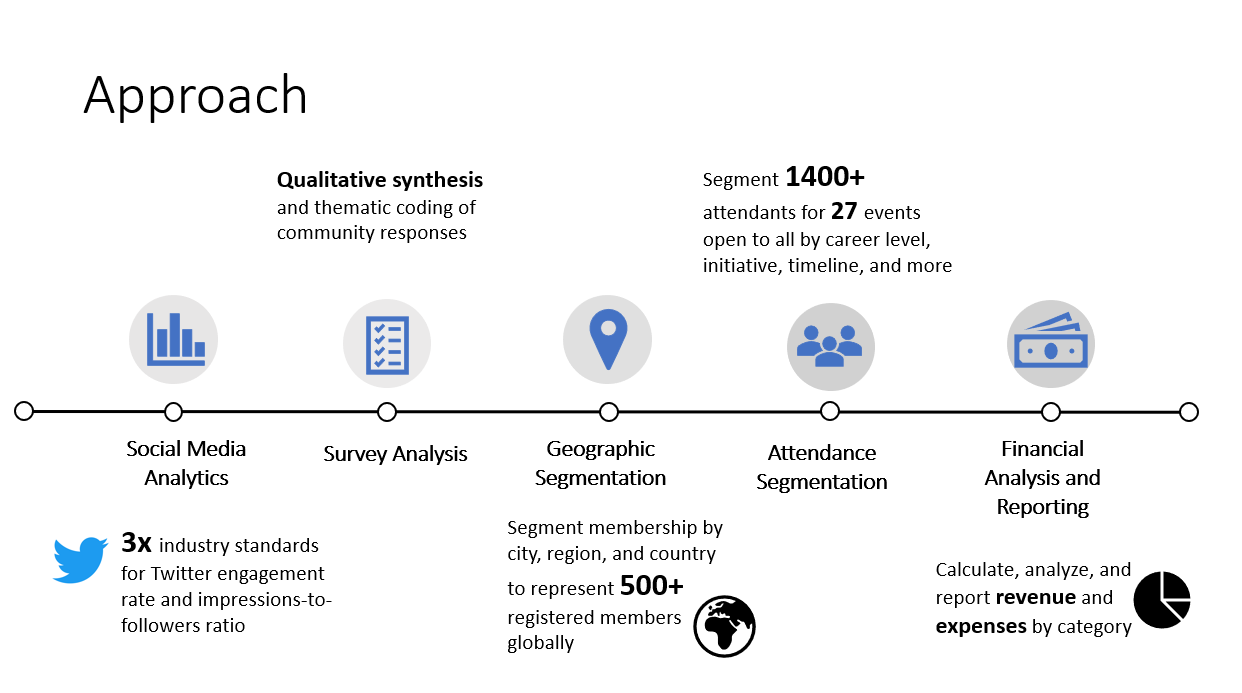 Approach
Qualitative synthesis
and thematic coding of
community responses
Segment 1400+
attendants for 27 events
open to all by career level,
initiative, timeline, and more
Social Media
Analytics
Survey Analysis
Geographic
Segmentation
Attendance
Segmentation
Financial
Analysis and
Reporting
3x industry standards
for Twitter engagement
rate and impressions-to-
followers ratio
Segment membership by
city, region, and country
to represent 500+
registered members
globally
Calculate, analyze, and
report revenue and
expenses by category